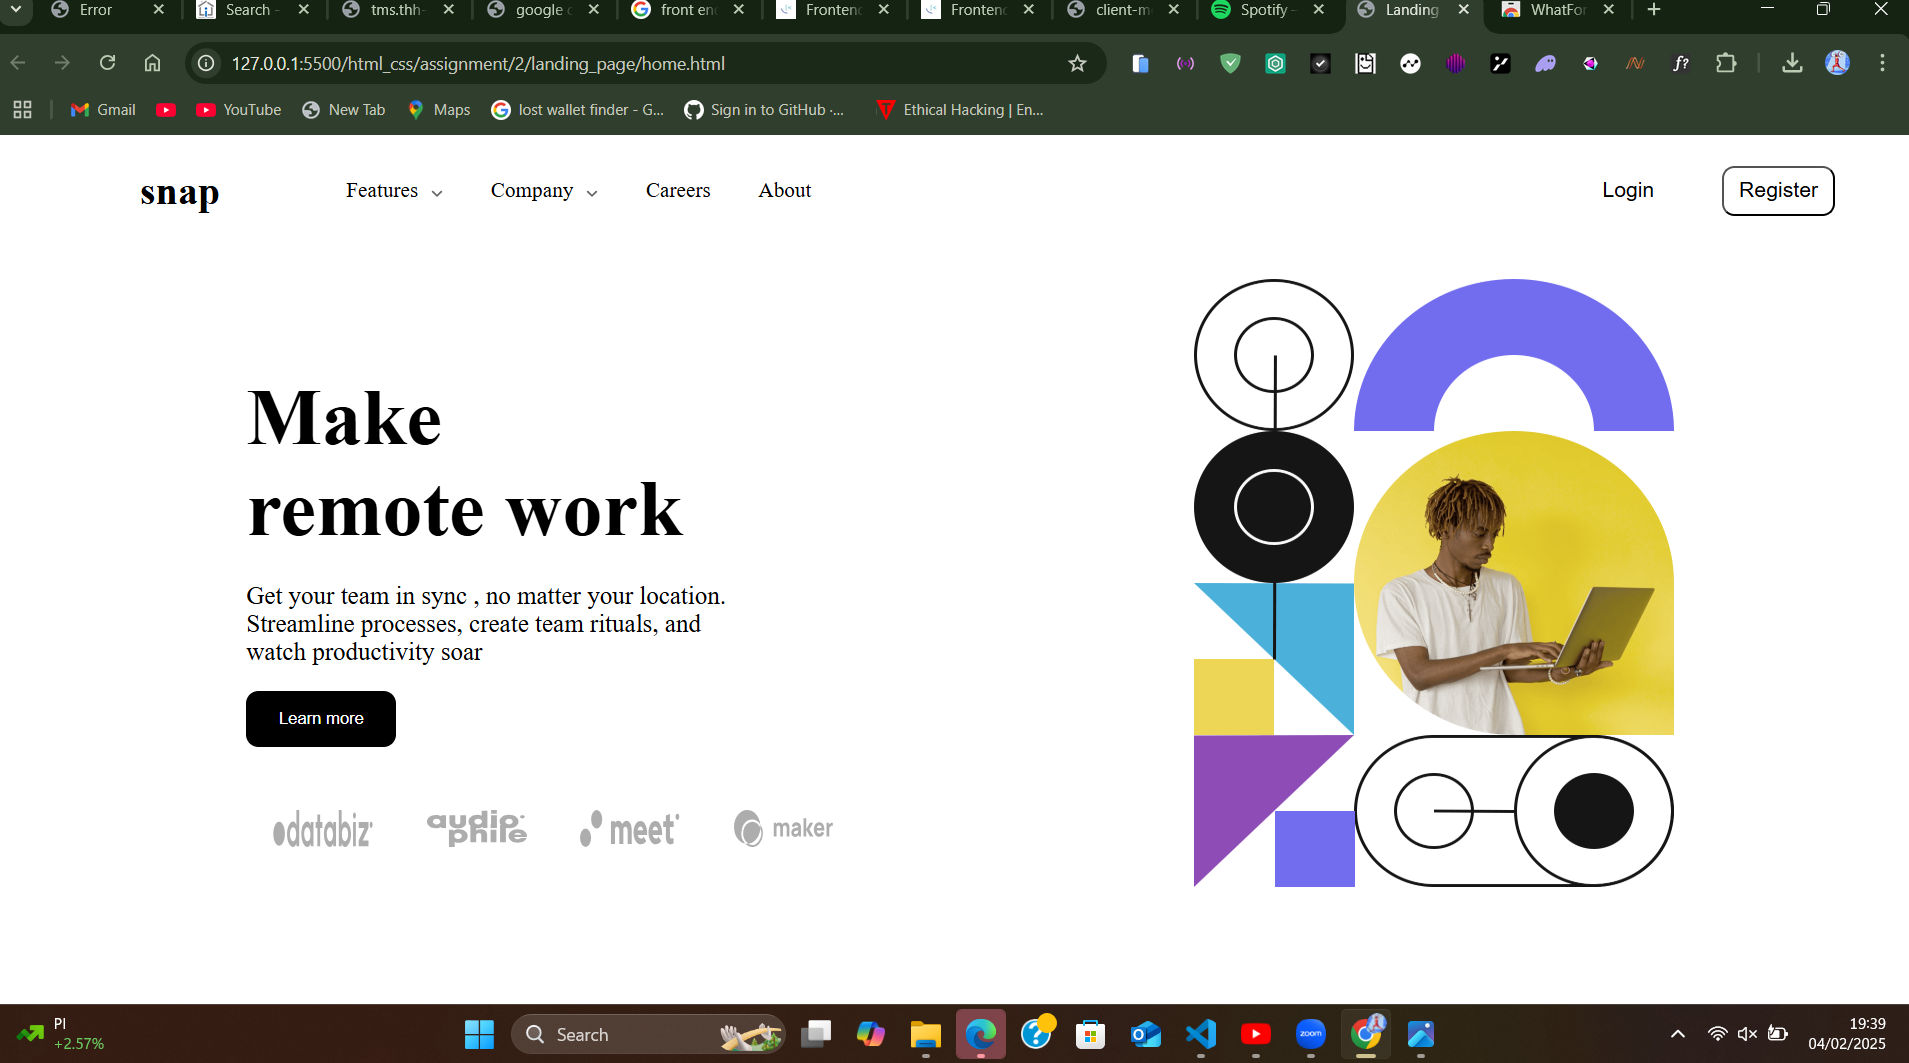 Error
Search -
tms.thh-
google c
front en
Frontend
Frontend
client-m
Spotify –
Landing
WhatFor
127.0.0.1:5500/html_css/assignment/2/landing_page/home.html
Gmail
YouTube
New Tab
Maps
lost wallet finder - G...
Sign in to GitHub ·...
Ethical Hacking | En...
snap
Features
Company
Careers
About
Login
Register
Make
remote work
Get your team in sync , no matter your location.
Streamline processes, create team rituals, and
watch productivity soar
Learn more
databiz
audiophile
meet
maker
PI
+2.57%
Search
zoom
19:39
04/02/2025